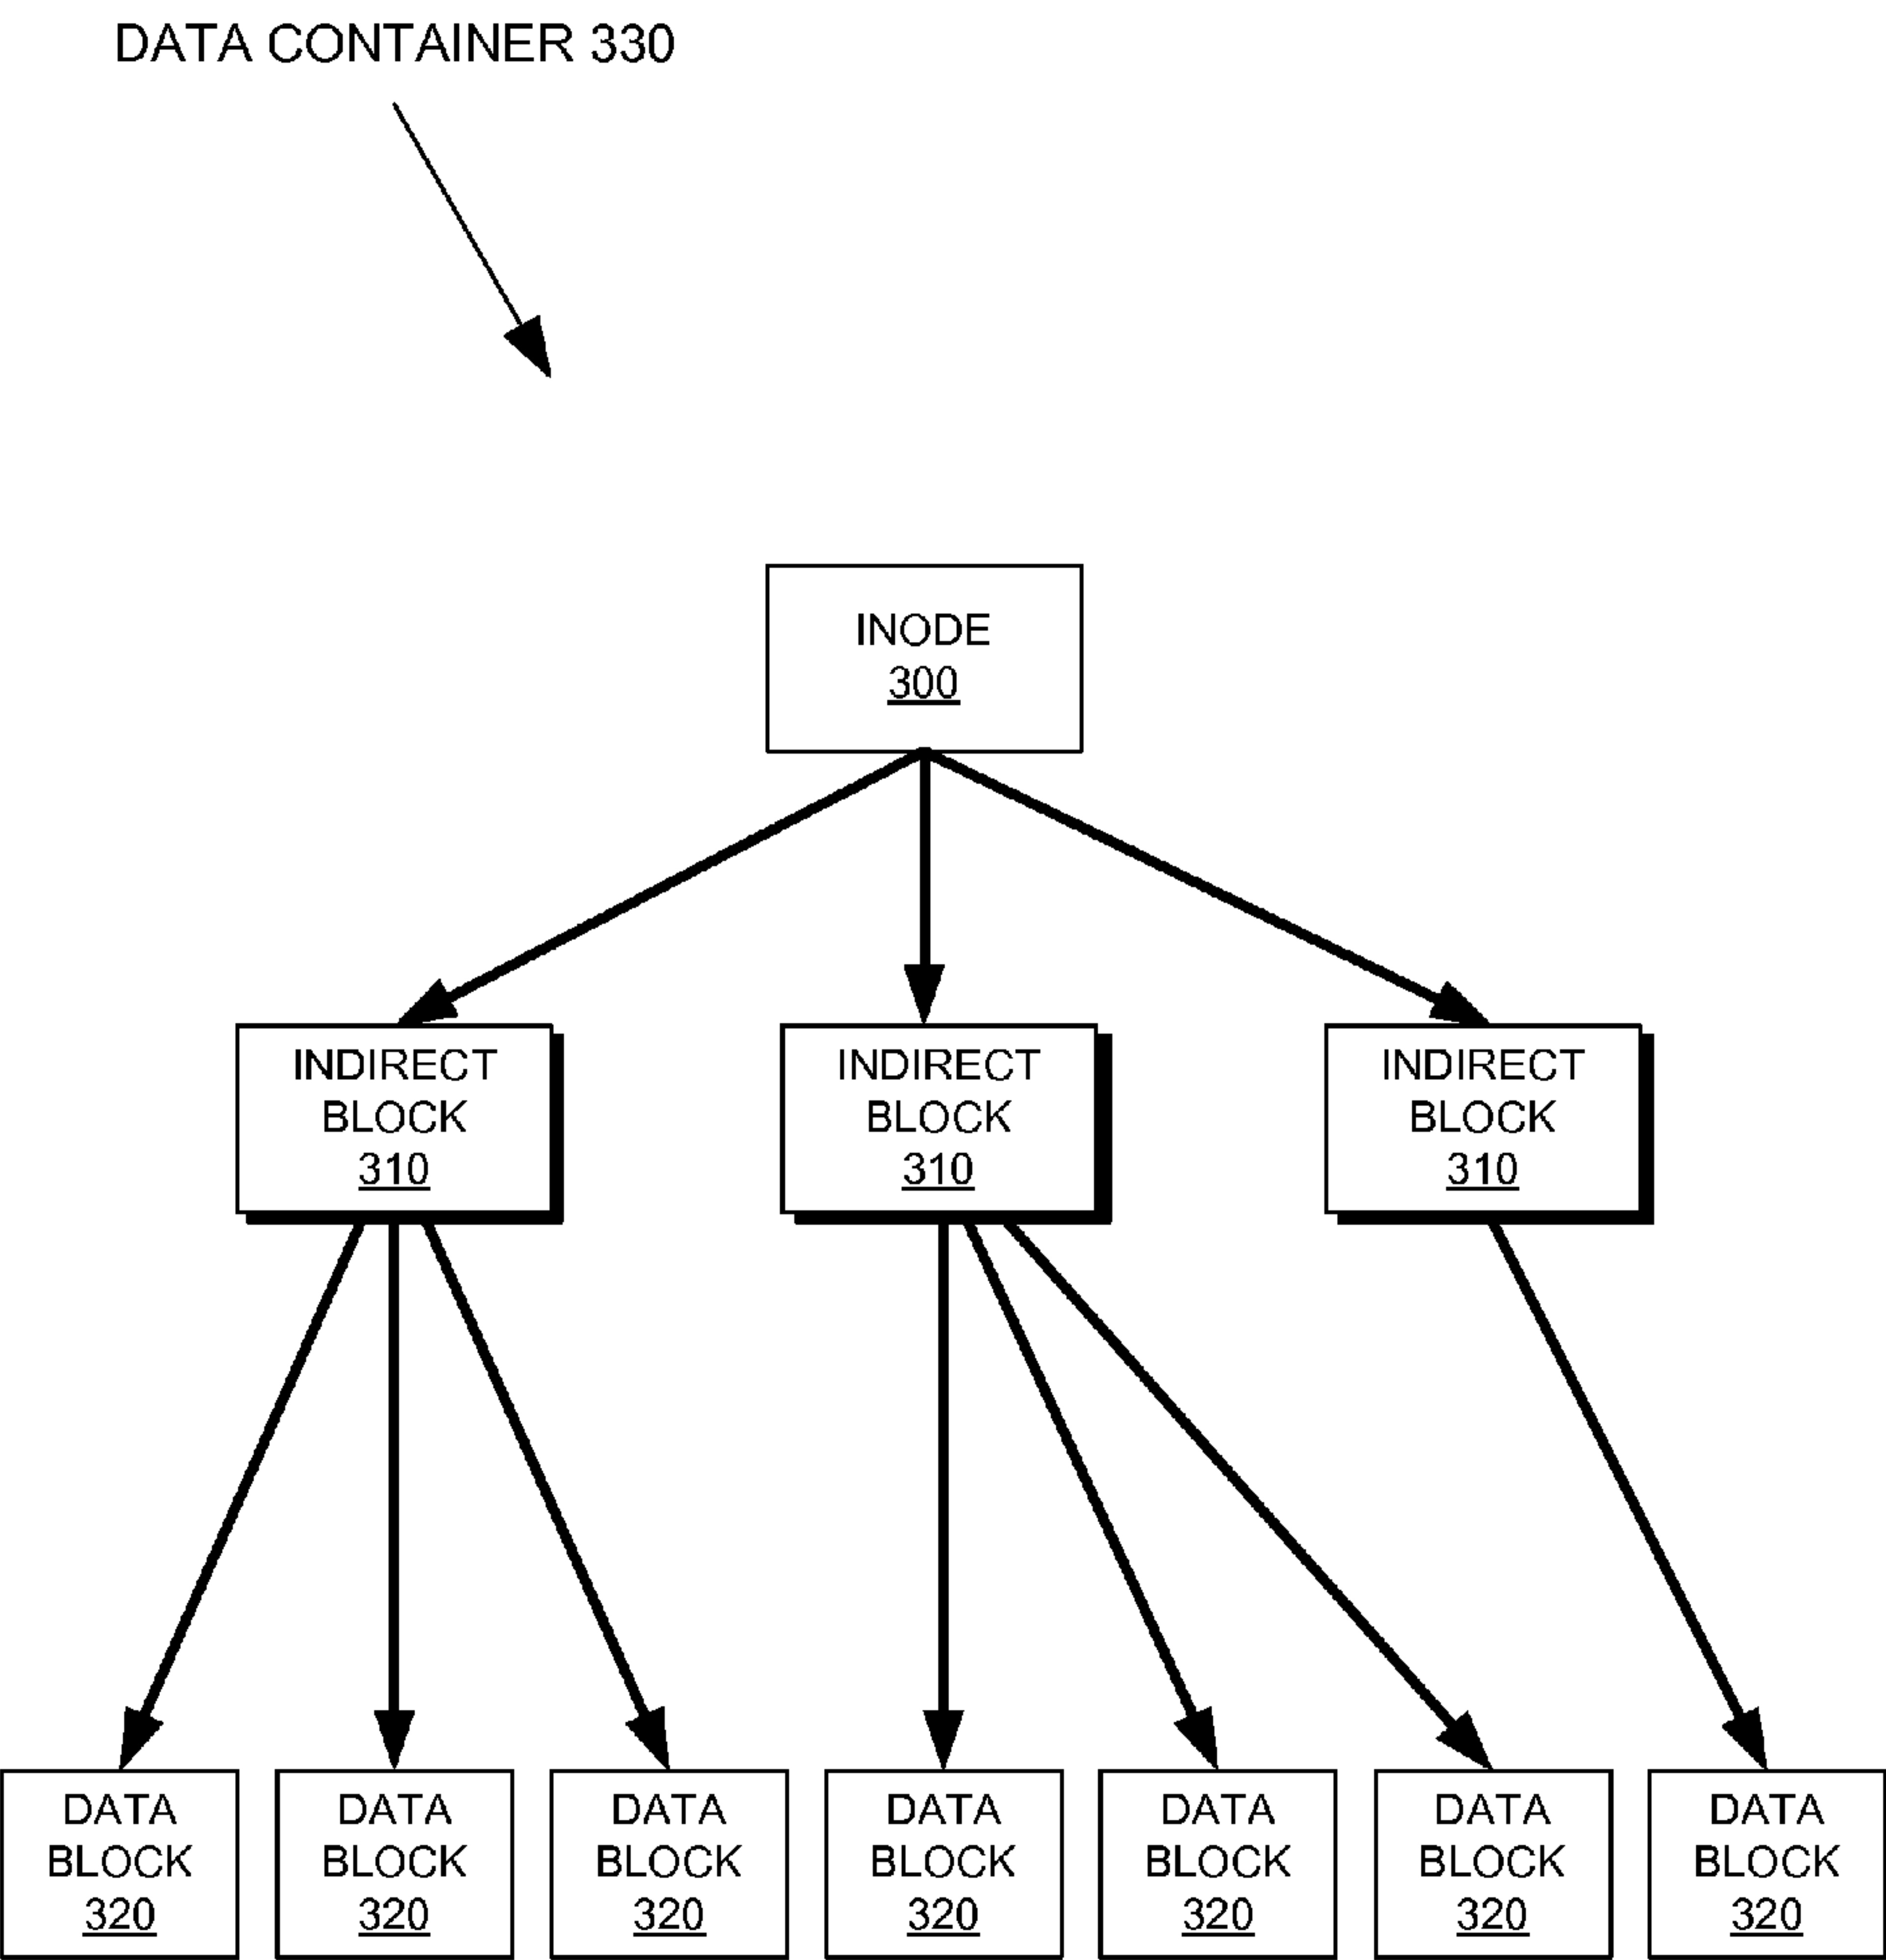 DATA CONTAINER 330
INODE
300
INDIRECT
BLOCK
310
INDIRECT
BLOCK
310
INDIRECT
BLOCK
310
DATA
BLOCK
320
DATA
BLOCK
320
DATA
BLOCK
320
DATA
BLOCK
320
DATA
BLOCK
320
DATA
BLOCK
320
DATA
BLOCK
320